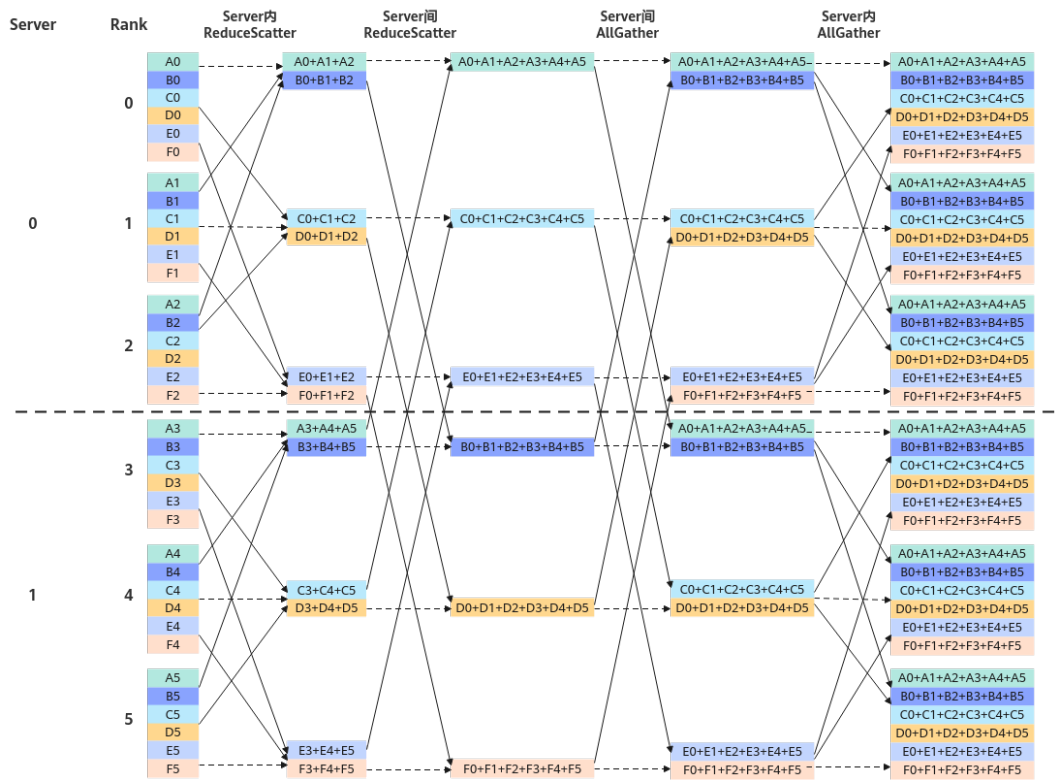 Server
Rank
Server内
ReduceScatter
Server间
ReduceScatter
Server间
AllGather
Server内
AllGather
0
0
A0
B0
C0
D0
E0
F0
A0+A1+A2
B0+B1+B2
A0+A1+A2+A3+A4+A5
A0+A1+A2+A3+A4+A5
B0+B1+B2+B3+B4+B5
A0+A1+A2+A3+A4+A5
B0+B1+B2+B3+B4+B5
C0+C1+C2+C3+C4+C5
D0+D1+D2+D3+D4+D5
E0+E1+E2+E3+E4+E5
F0+F1+F2+F3+F4+F5
1
A1
B1
C1
D1
E1
F1
C0+C1+C2
D0+D1+D2
C0+C1+C2+C3+C4+C5
C0+C1+C2+C3+C4+C5
D0+D1+D2+D3+D4+D5
A0+A1+A2+A3+A4+A5
B0+B1+B2+B3+B4+B5
C0+C1+C2+C3+C4+C5
D0+D1+D2+D3+D4+D5
E0+E1+E2+E3+E4+E5
F0+F1+F2+F3+F4+F5
2
A2
B2
C2
D2
E2
F2
E0+E1+E2
F0+F1+F2
E0+E1+E2+E3+E4+E5
E0+E1+E2+E3+E4+E5
F0+F1+F2+F3+F4+F5
A0+A1+A2+A3+A4+A5
B0+B1+B2+B3+B4+B5
C0+C1+C2+C3+C4+C5
D0+D1+D2+D3+D4+D5
E0+E1+E2+E3+E4+E5
F0+F1+F2+F3+F4+F5
1
3
A3
B3
C3
D3
E3
F3
A3+A4+A5
B3+B4+B5
B0+B1+B2+B3+B4+B5
A0+A1+A2+A3+A4+A5
B0+B1+B2+B3+B4+B5
A0+A1+A2+A3+A4+A5
B0+B1+B2+B3+B4+B5
C0+C1+C2+C3+C4+C5
D0+D1+D2+D3+D4+D5
E0+E1+E2+E3+E4+E5
F0+F1+F2+F3+F4+F5
4
A4
B4
C4
D4
E4
F4
C3+C4+C5
D3+D4+D5
D0+D1+D2+D3+D4+D5
C0+C1+C2+C3+C4+C5
D0+D1+D2+D3+D4+D5
A0+A1+A2+A3+A4+A5
B0+B1+B2+B3+B4+B5
C0+C1+C2+C3+C4+C5
D0+D1+D2+D3+D4+D5
E0+E1+E2+E3+E4+E5
F0+F1+F2+F3+F4+F5
5
A5
B5
C5
D5
E5
F5
E3+E4+E5
F3+F4+F5
F0+F1+F2+F3+F4+F5
E0+E1+E2+E3+E4+E5
F0+F1+F2+F3+F4+F5
A0+A1+A2+A3+A4+A5
B0+B1+B2+B3+B4+B5
C0+C1+C2+C3+C4+C5
D0+D1+D2+D3+D4+D5
E0+E1+E2+E3+E4+E5
F0+F1+F2+F3+F4+F5